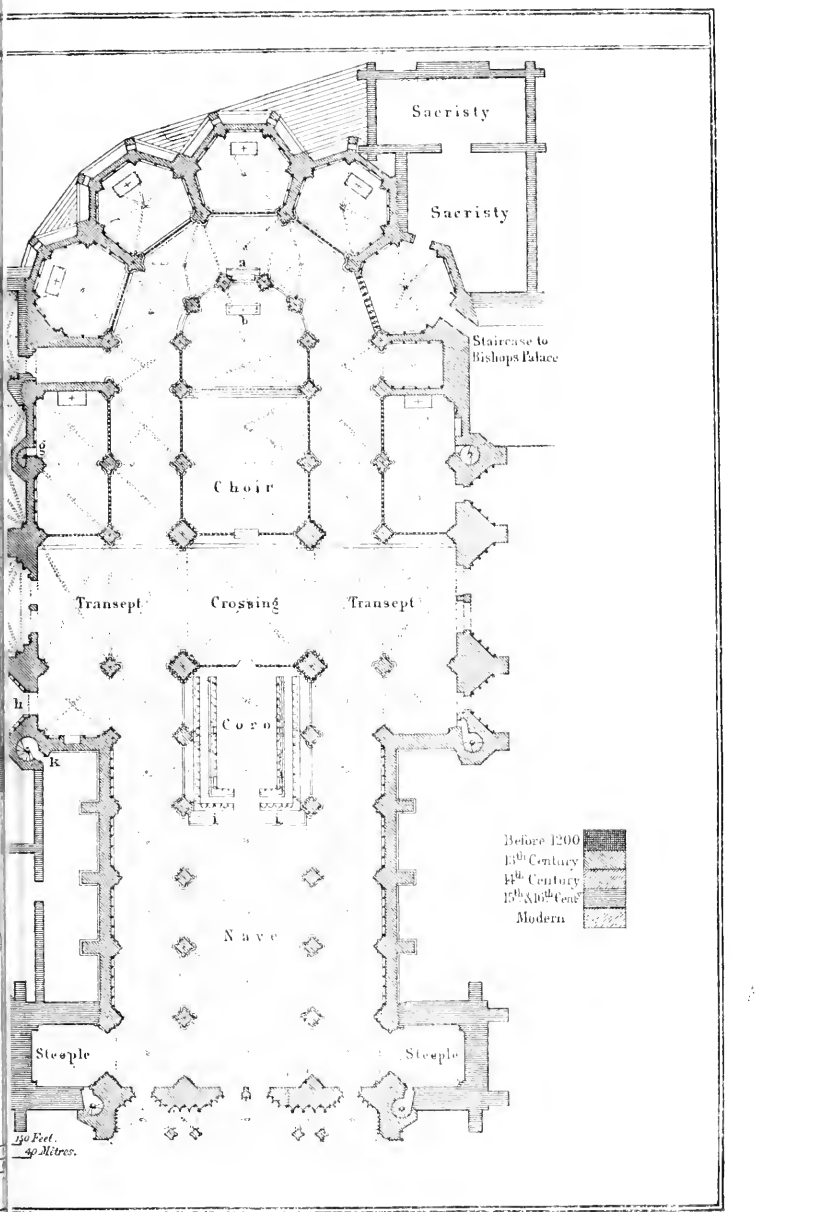 Sacristy
Sacristy
a
b
Staircase to
Bishops Palace
g
Choir
Transept
Crossing
Transept
h
Coro
k
i
i
Before 1200
13th Century
14th Century
15th & 16th Cent
Modern
Nave
Steeple
Steeple
Feet.
40 Mètres.